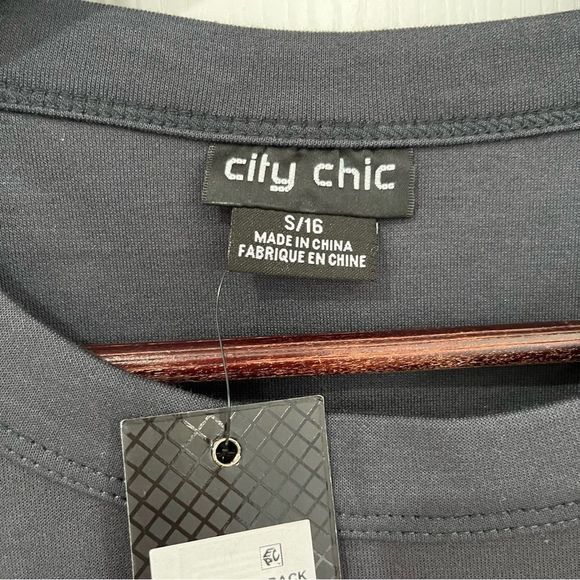 city chic
S/16
MADE IN CHINA
FABRIQUE EN CHINE